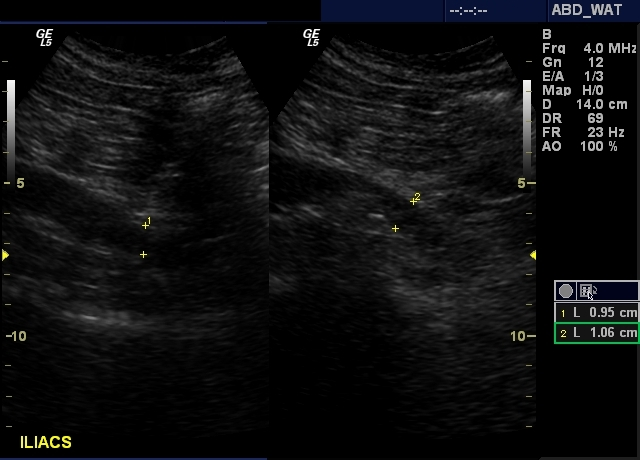 --:--:-- ABD_WAT
GE
L5
GE
L5
B
Frq 4.0 MHz
Gn 12
E/A 1/3
Map H/0
D 14.0 cm
DR 69
FR 23 Hz
AO 100 %
5
5
1
2
10
10
1 L 0.95 cm
2 L 1.06 cm
ILIACS